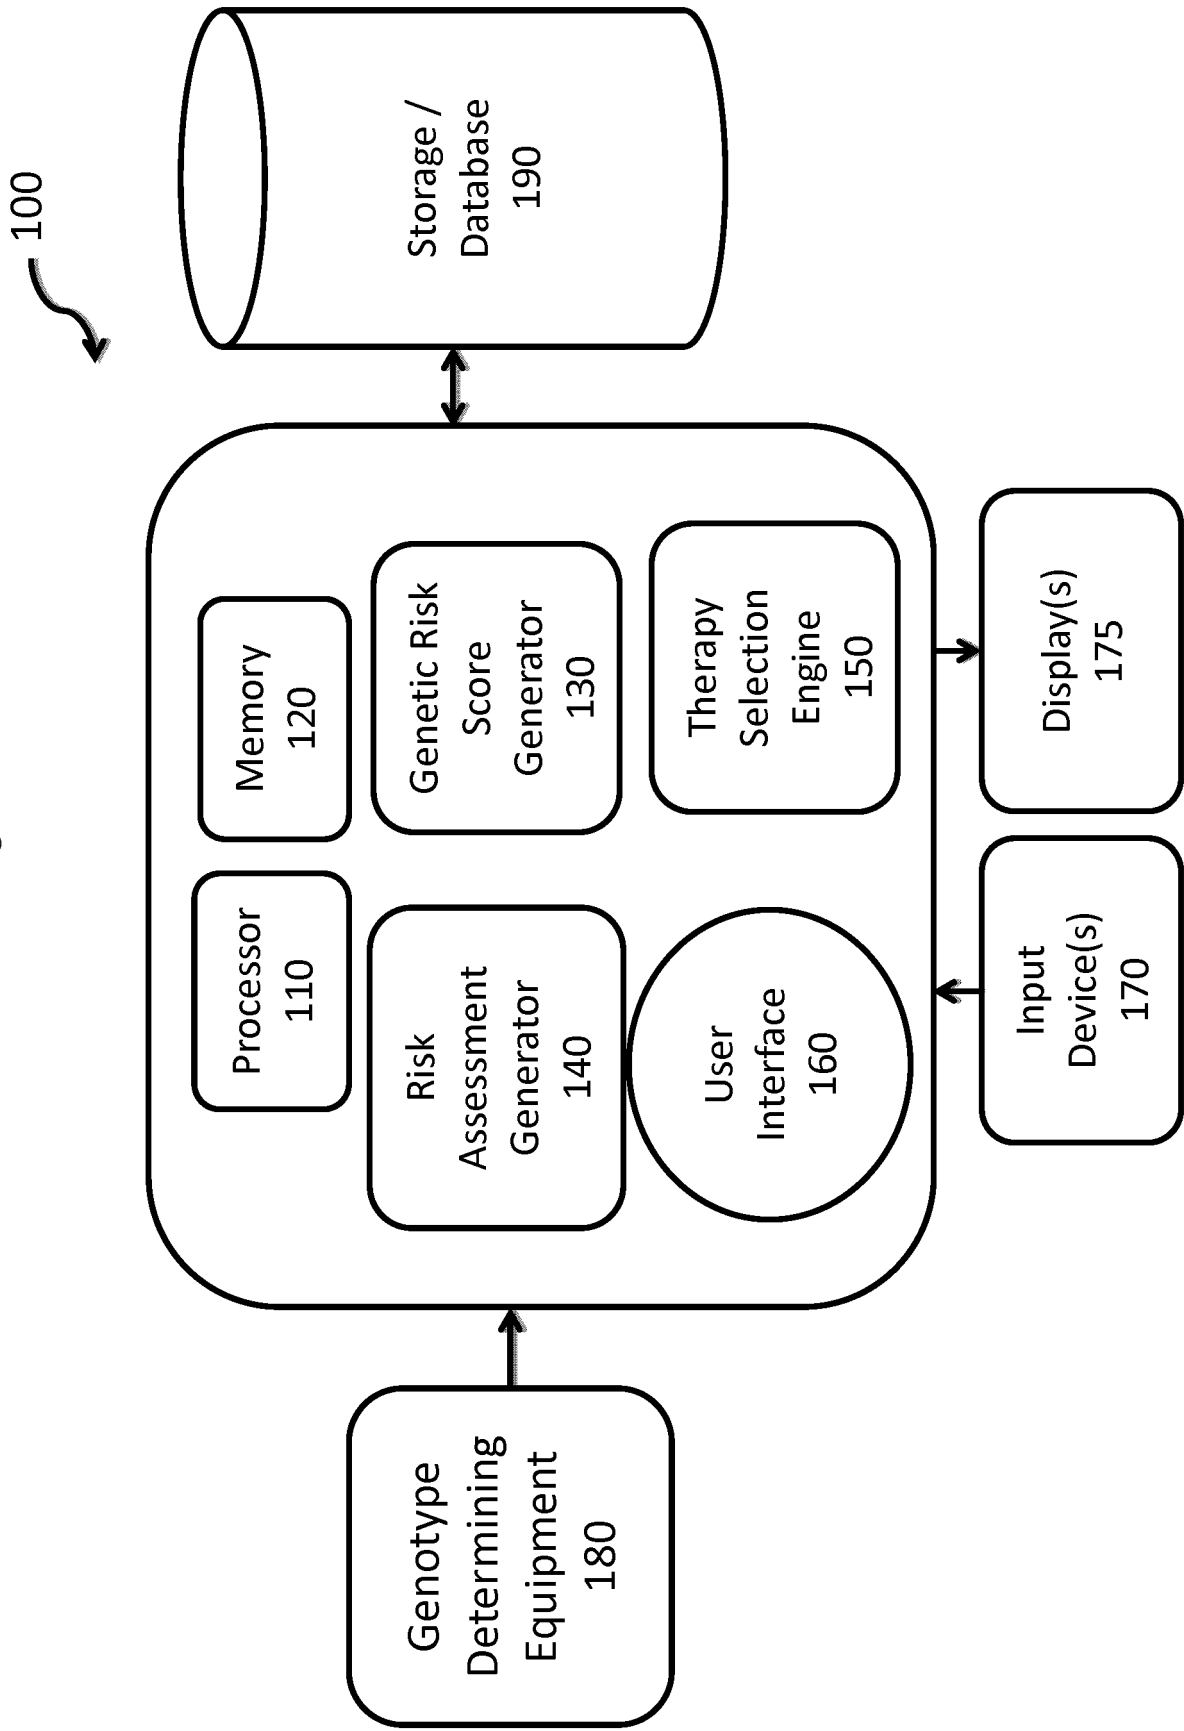 100
Processor
110
Memory
120
Risk
Assessment
Generator
140
Genetic Risk
Score
Generator
130
User
Interface
160
Therapy
Selection
Engine
150
Genotype
Determining
Equipment
180
Storage /
Database
190
Input
Device(s)
170
Display(s)
175